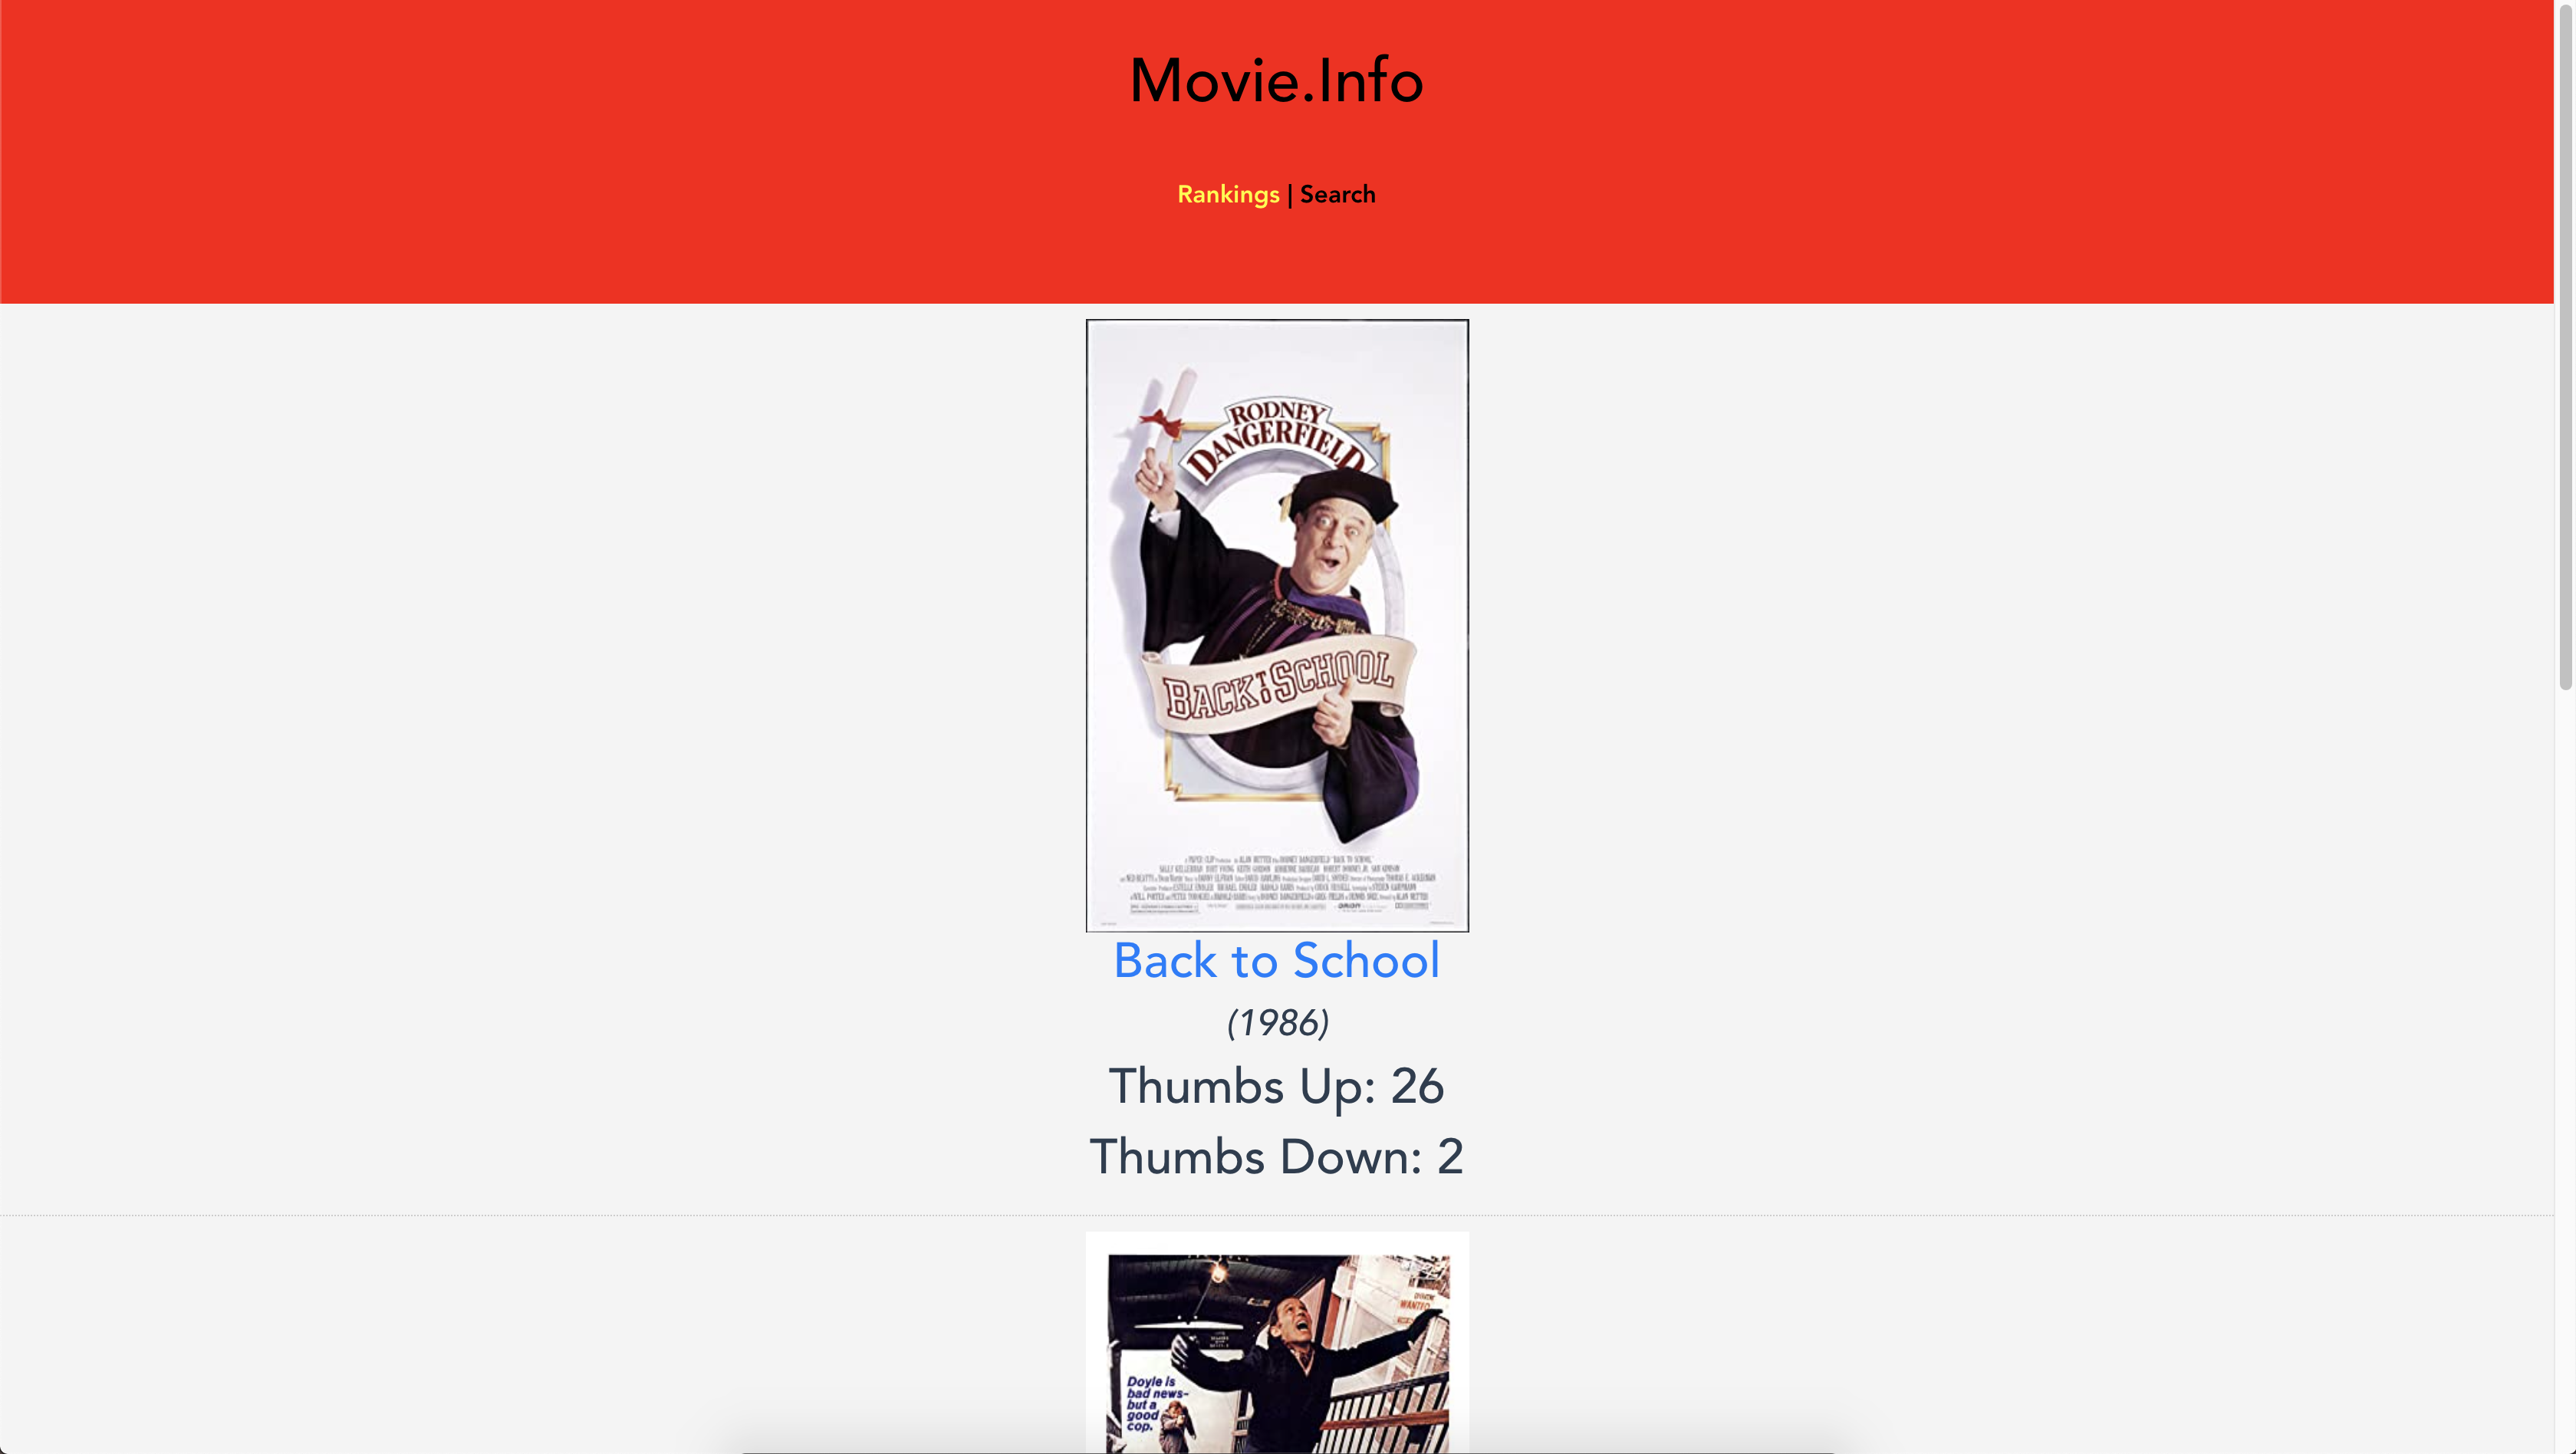 Movie.Info
Rankings | Search
RODNEY
DANGERFIELD
BACK TO SCHOOL
Back to School
(1986)
Thumbs Up: 26
Thumbs Down: 2
WANTED
Doyle is
bad news-
but a
good
cop.